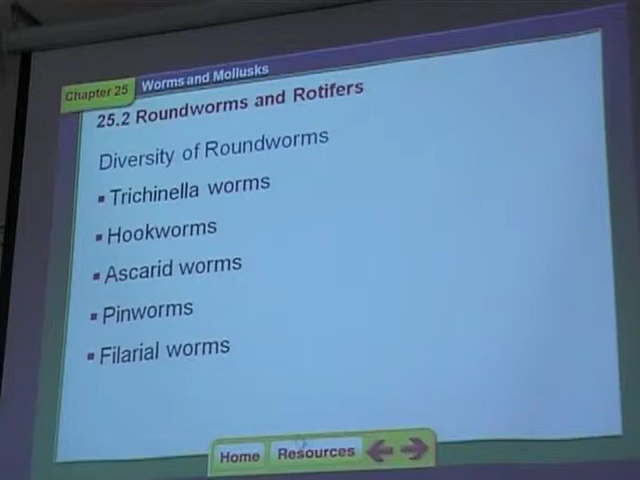 Chapter 25 Worms and Mollusks
25.2 Roundworms and Rotifers
Diversity of Roundworms
▪ Trichinella worms
▪ Hookworms
▪ Ascarid worms
▪ Pinworms
▪ Filarial worms
Home Resources